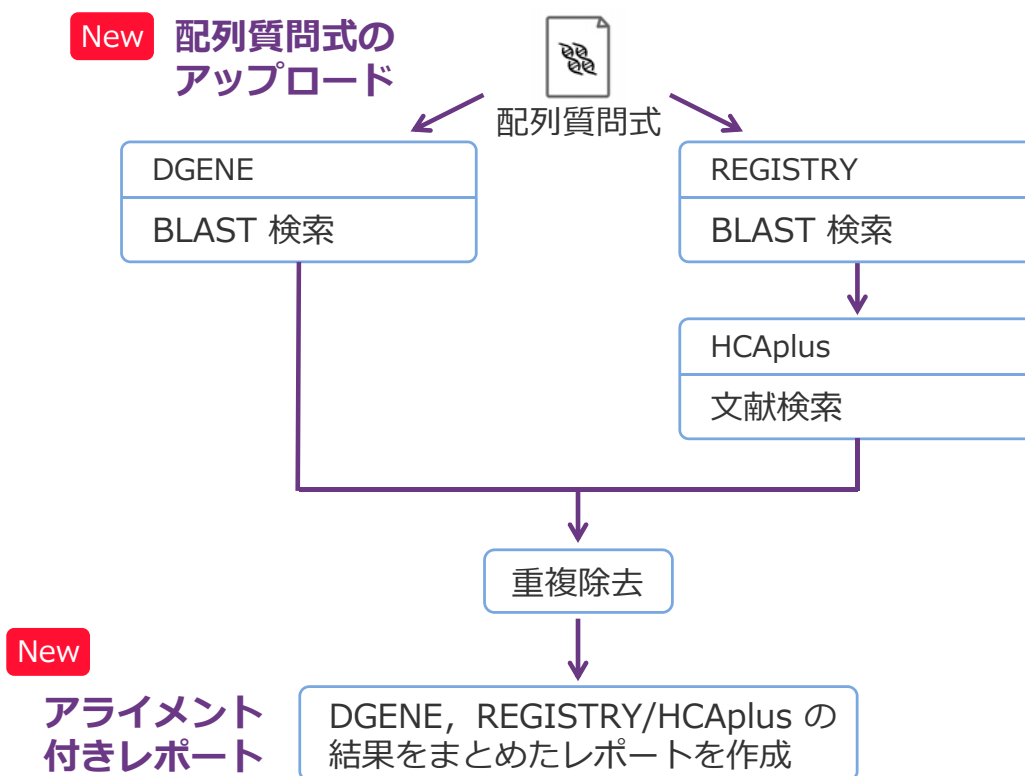 New
配列質問式の
アップロード
配列質問式
DGENE
BLAST 検索
REGISTRY
BLAST 検索
HCAplus
文献検索
重複除去
New
アライメント
付きレポート
DGENE, REGISTRY/HCAplus の
結果をまとめたレポートを作成